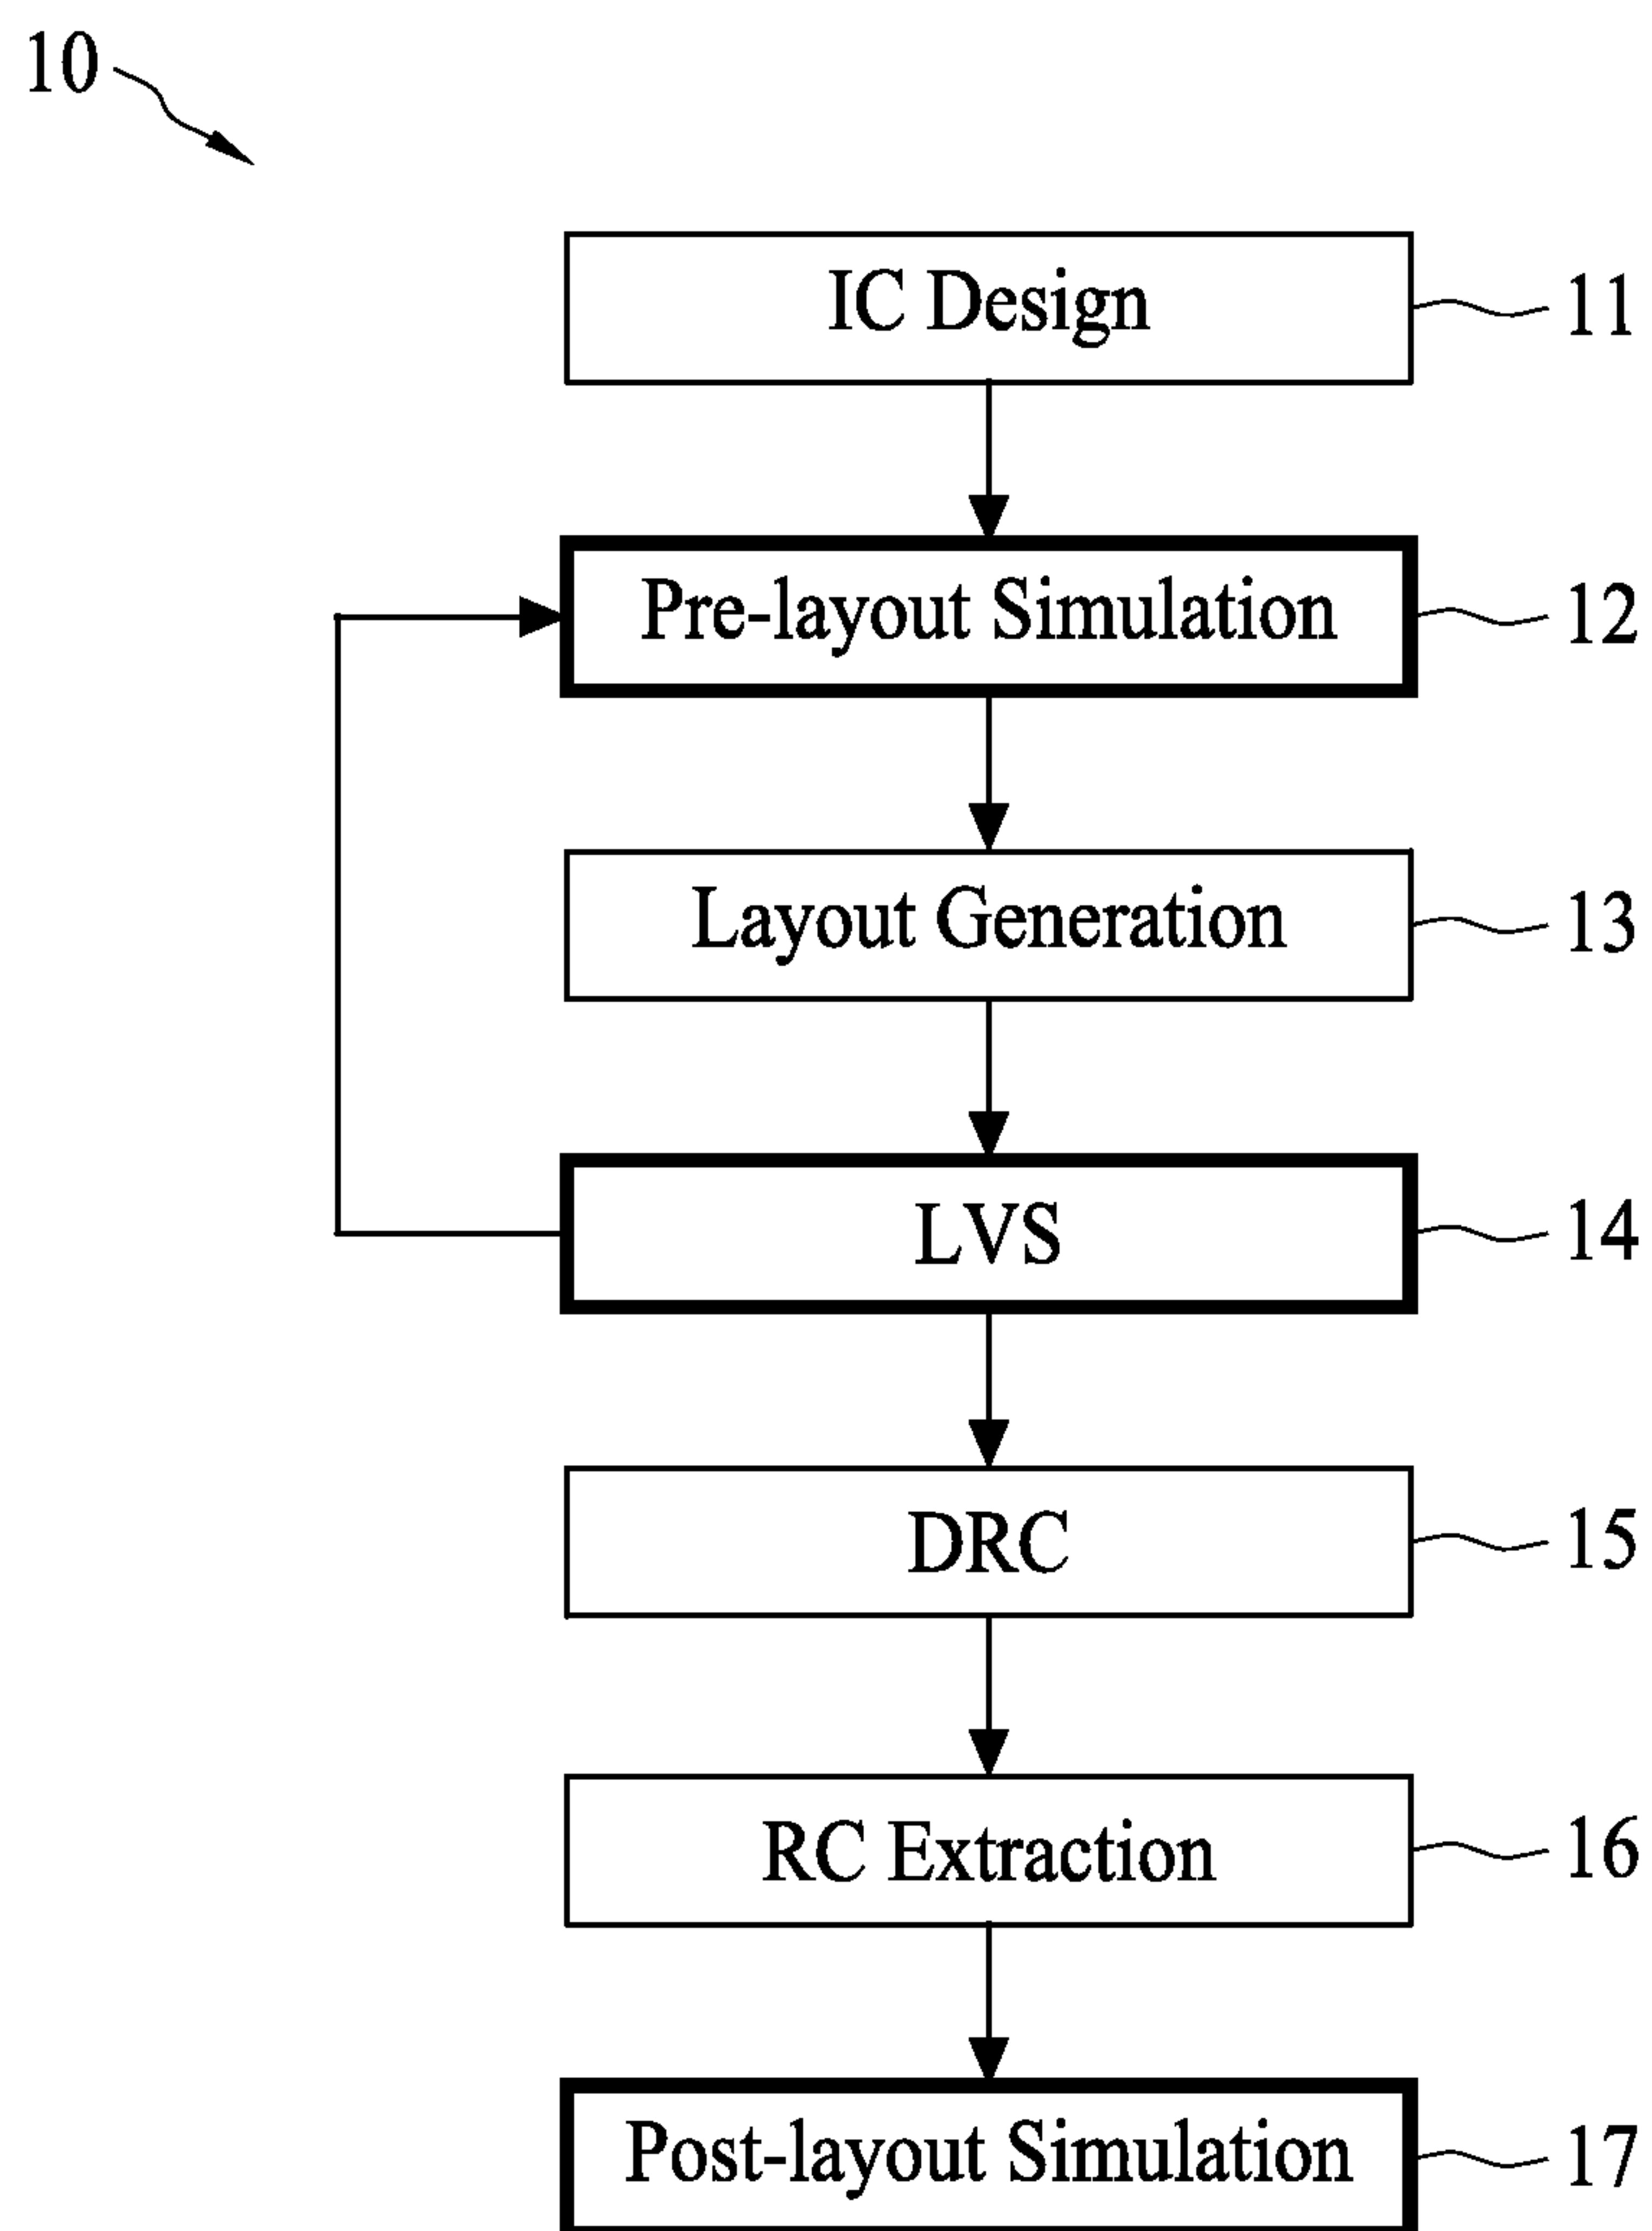 10
IC Design 11
Pre-layout Simulation 12
Layout Generation 13
LVS 14
DRC 15
RC Extraction 16
Post-layout Simulation 17